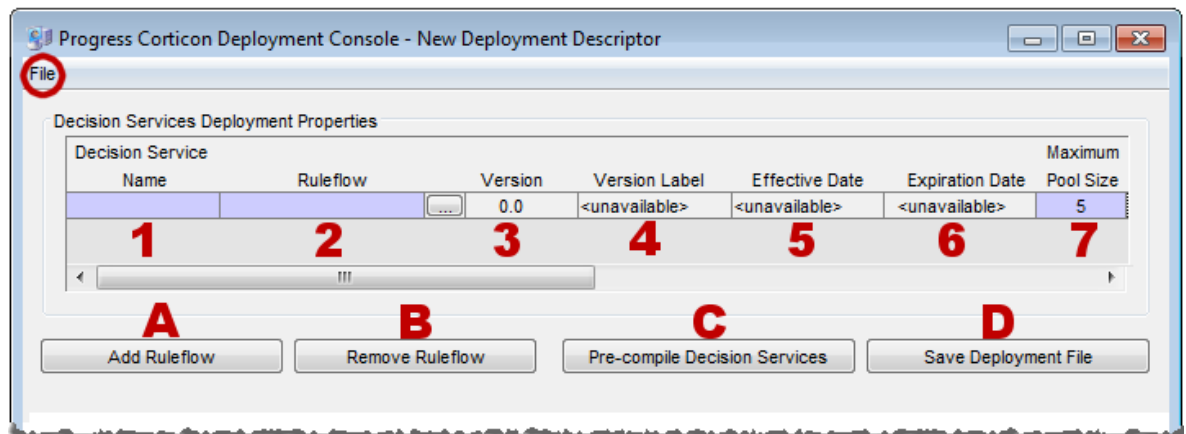 Progress Corticon Deployment Console - New Deployment Descriptor
File
Decision Services Deployment Properties
Decision Service Maximum
Name Ruleflow Version Version Label Effective Date Expiration Date Pool Size
... 0.0 <unavailable> <unavailable> <unavailable> 5
1 2 3 4 5 6 7
A B C D
Add Ruleflow Remove Ruleflow Pre-compile Decision Services Save Deployment File